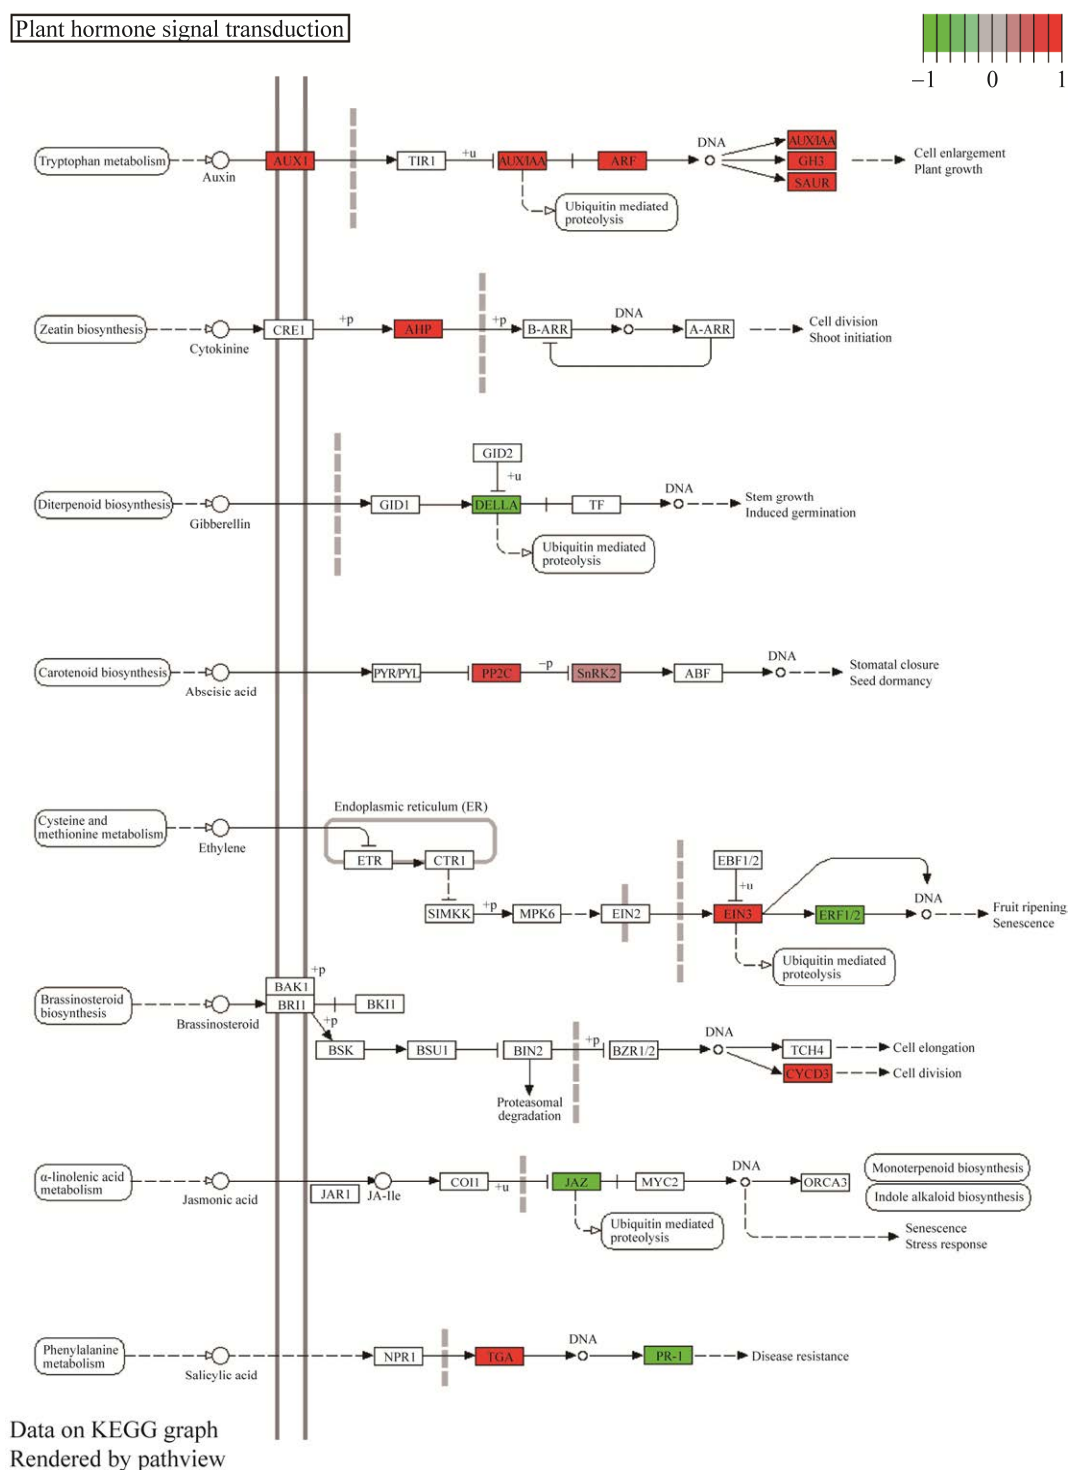 Plant hormone signal transduction
–1 0 1
Tryptophan metabolism
Auxin
AUX1
TIR1
+u
AUX/IAA
ARF
DNA
AUX/IAA
GH3
SAUR
Cell enlargement
Plant growth
Ubiquitin mediated
proteolysis
Zeatin biosynthesis
Cytokinine
CRE1
+p
AHP
+p
B-ARR
DNA
A-ARR
Cell division
Shoot initiation
GID2
+u
Diterpenoid biosynthesis
Gibberellin
GID1
DELLA
TF
DNA
Stem growth
Induced germination
Ubiquitin mediated
proteolysis
Carotenoid biosynthesis
Abscisic acid
PYR/PYL
PP2C
–p
SnRK2
ABF
DNA
Stomatal closure
Seed dormancy
Endoplasmic reticulum (ER)
Cysteine and
methionine metabolism
Ethylene
ETR
CTR1
SIMKK
+p
MPK6
EIN2
EBF1/2
+u
EIN3
ERF1/2
DNA
Fruit ripening
Senescence
Ubiquitin mediated
proteolysis
Brassinosteroid
biosynthesis
Brassinosteroid
+p
BAK1
BRI1
BKI1
+p
BSK
BSU1
BIN2
+p
BZR1/2
DNA
TCH4
Cell elongation
CYCD3
Cell division
Proteasomal
degradation
α-linolenic acid
metabolism
Jasmonic acid
JAR1
JA-Ile
COI1
+u
JAZ
MYC2
DNA
ORCA3
Monoterpenoid biosynthesis
Indole alkaloid biosynthesis
Ubiquitin mediated
proteolysis
Senescence
Stress response
Phenylalanine
metabolism
Salicylic acid
NPR1
TGA
DNA
PR-1
Disease resistance
Data on KEGG graph
Rendered by pathview